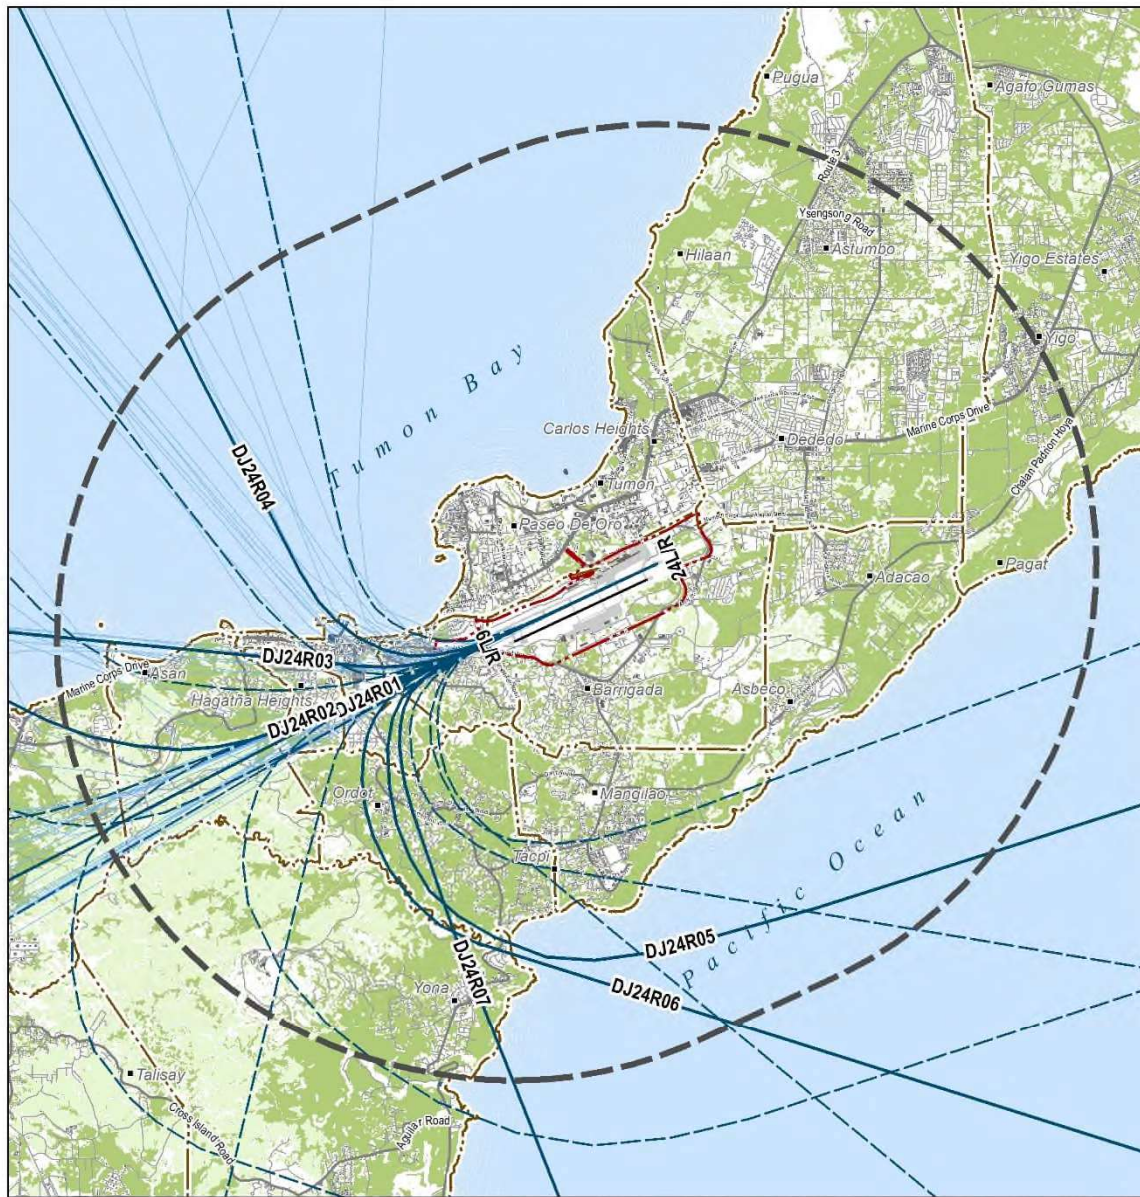 Pugua
Agafo Gumas
Route 3
Ysengsong Road
Astumbo
Hilaan
Yigo Estates
Yigo
Tumon Bay
Carlos Heights
Dededo
Marine Corps Drive
Chalan Padrion Hoya
DJ24R04
Tumon
Paseo De Oro
24L/R
Pagat
Adacao
6L/R
DJ24R03
Marine Corps Drive
Asan
Hagatña Heights
DJ24R01
DJ24R02
Barrigada
Asbeco
Ordot
Mangilao
Tacpi
Pacific Ocean
DJ24R05
DJ24R06
DJ24R07
Yona
Talisay
Cross Island Road
Aguilar Road